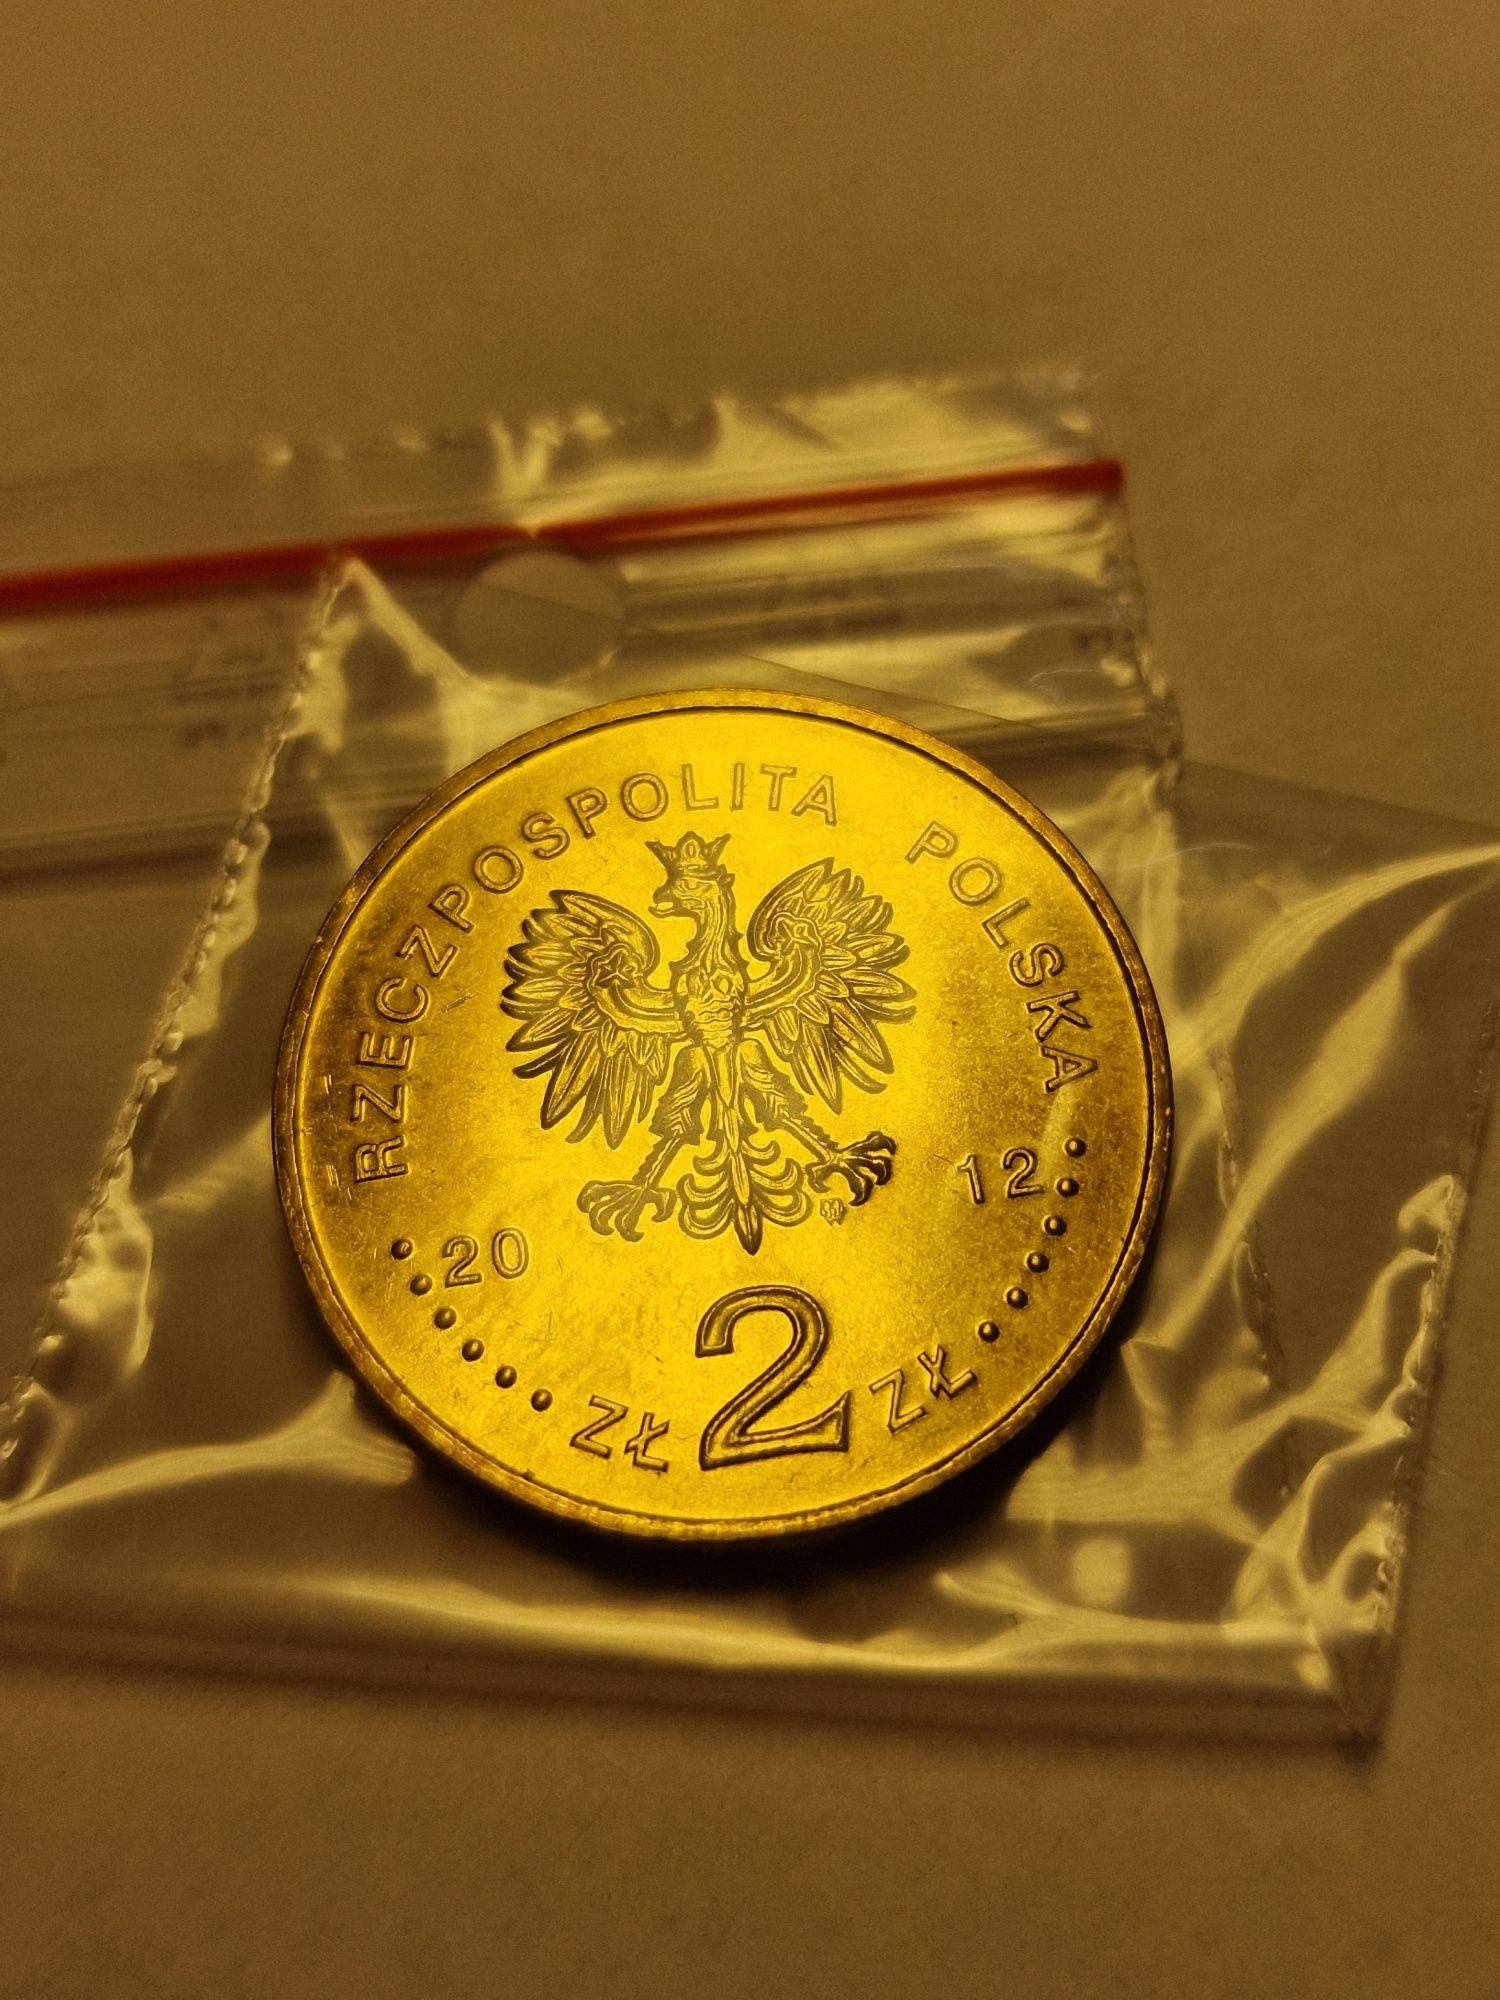 RZECZPOSPOLITA POLSKA
20 12
ZŁ 2 ZŁ